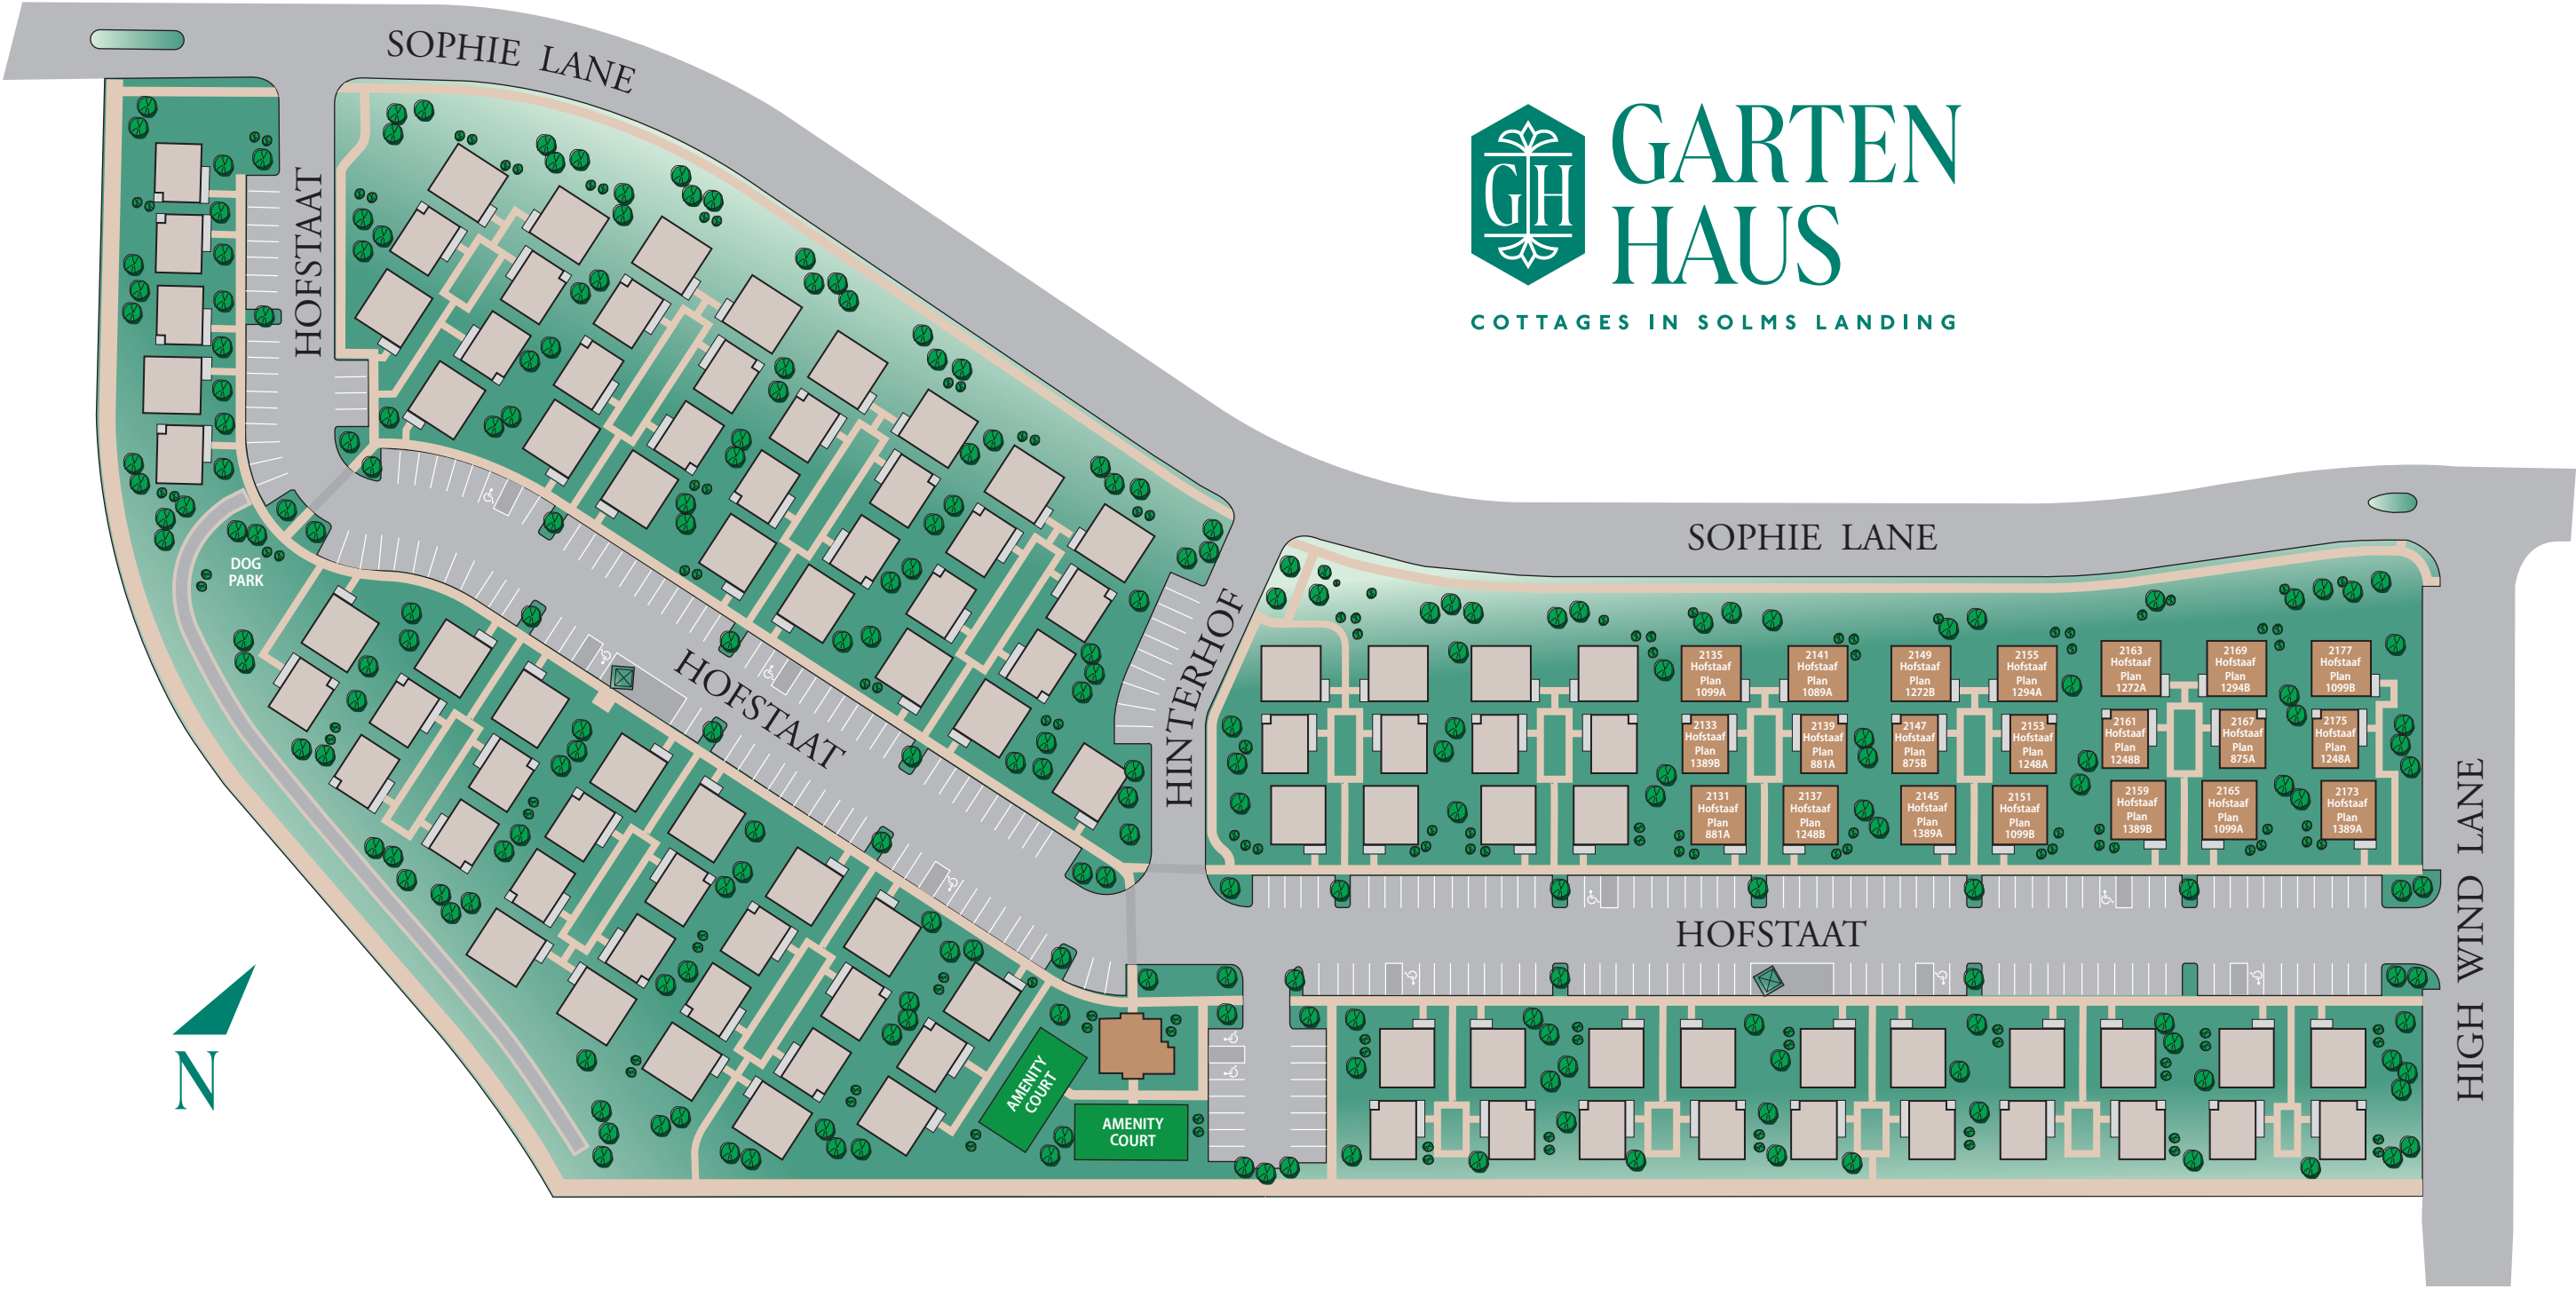 SOPHIE LANE
GARTEN
HAUS
GH
COTTAGES IN SOLMS LANDING
HOFSTAAT
SOPHIE LANE
DOG
PARK
HINTERHOF
HOFSTAAT
2135
Hofstaaf
Plan
1099A
2141
Hofstaaf
Plan
1089A
2149
Hofstaaf
Plan
1272B
2155
Hofstaaf
Plan
1294A
2163
Hofstaaf
Plan
1272A
2169
Hofstaaf
Plan
1294B
2177
Hofstaaf
Plan
1099B
2133
Hofstaaf
Plan
1389B
2139
Hofstaaf
Plan
881A
2147
Hofstaaf
Plan
875B
2153
Hofstaaf
Plan
1248A
2161
Hofstaaf
Plan
1248B
2167
Hofstaaf
Plan
875A
2175
Hofstaaf
Plan
1248A
2131
Hofstaaf
Plan
881A
2137
Hofstaaf
Plan
1248B
2145
Hofstaaf
Plan
1389A
2151
Hofstaaf
Plan
1099B
2159
Hofstaaf
Plan
1389B
2165
Hofstaaf
Plan
1099A
2173
Hofstaaf
Plan
1389A
HOFSTAAT
HIGH WIND LANE
N
AMENITY
COURT
AMENITY
COURT